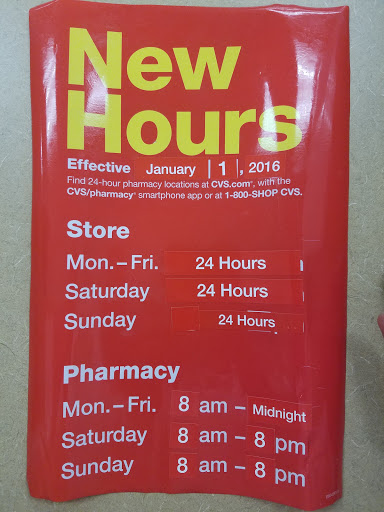 New
Hours
Effective January 1, 2016
Find 24-hour pharmacy locations at CVS.com®, with the
CVS/pharmacy® smartphone app or at 1-800-SHOP CVS.
Store
Mon. – Fri. 24 Hours
Saturday 24 Hours
Sunday 24 Hours
Pharmacy
Mon. – Fri. 8 am – Midnight
Saturday 8 am – 8 pm
Sunday 8 am – 8 pm